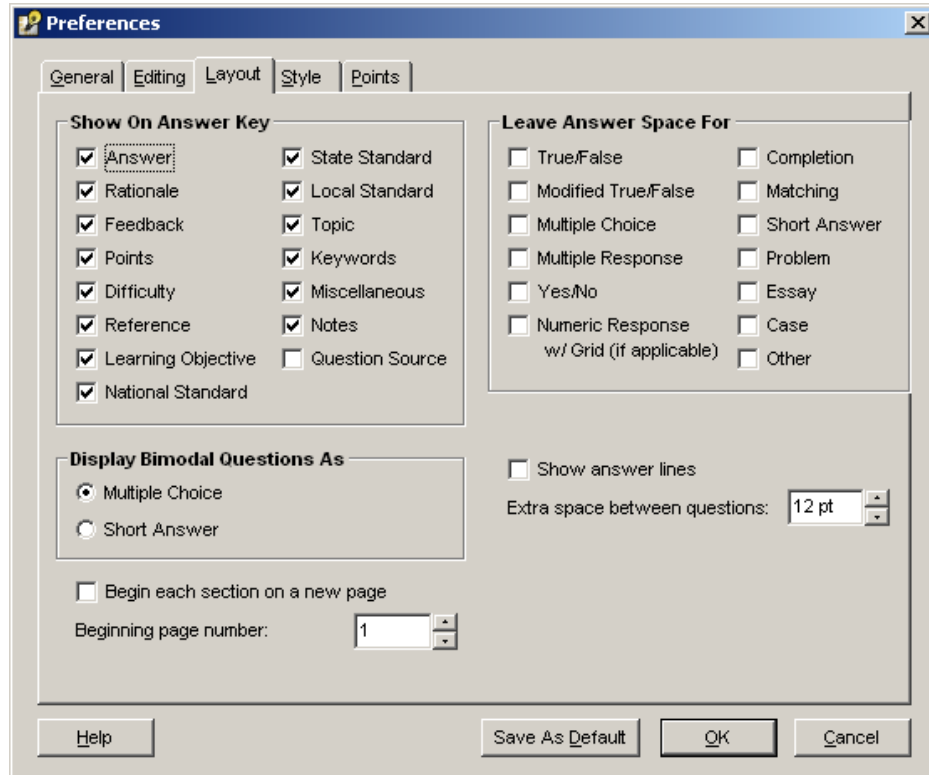 Preferences
General Editing Layout Style Points
Show On Answer Key
Answer
Rationale
Feedback
Points
Difficulty
Reference
Learning Objective
National Standard
State Standard
Local Standard
Topic
Keywords
Miscellaneous
Notes
Question Source
Leave Answer Space For
True/False
Modified True/False
Multiple Choice
Multiple Response
Yes/No
Numeric Response
w/ Grid (if applicable)
Completion
Matching
Short Answer
Problem
Essay
Case
Other
Display Bimodal Questions As
Multiple Choice
Short Answer
Show answer lines
Extra space between questions: 12 pt
Begin each section on a new page
Beginning page number: 1
Help Save As Default OK Cancel